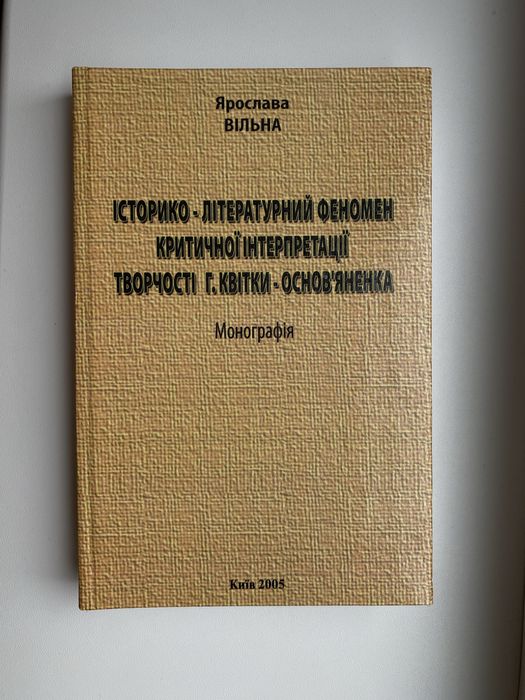 Ярослава
ВІЛЬНА
ІСТОРИКО - ЛІТЕРАТУРНИЙ ФЕНОМЕН
КРИТИЧНОЇ ІНТЕРПРЕТАЦІЇ
ТВОРЧОСТІ Г. КВІТКИ - ОСНОВ'ЯНЕНКА
Монографія
Київ 2005